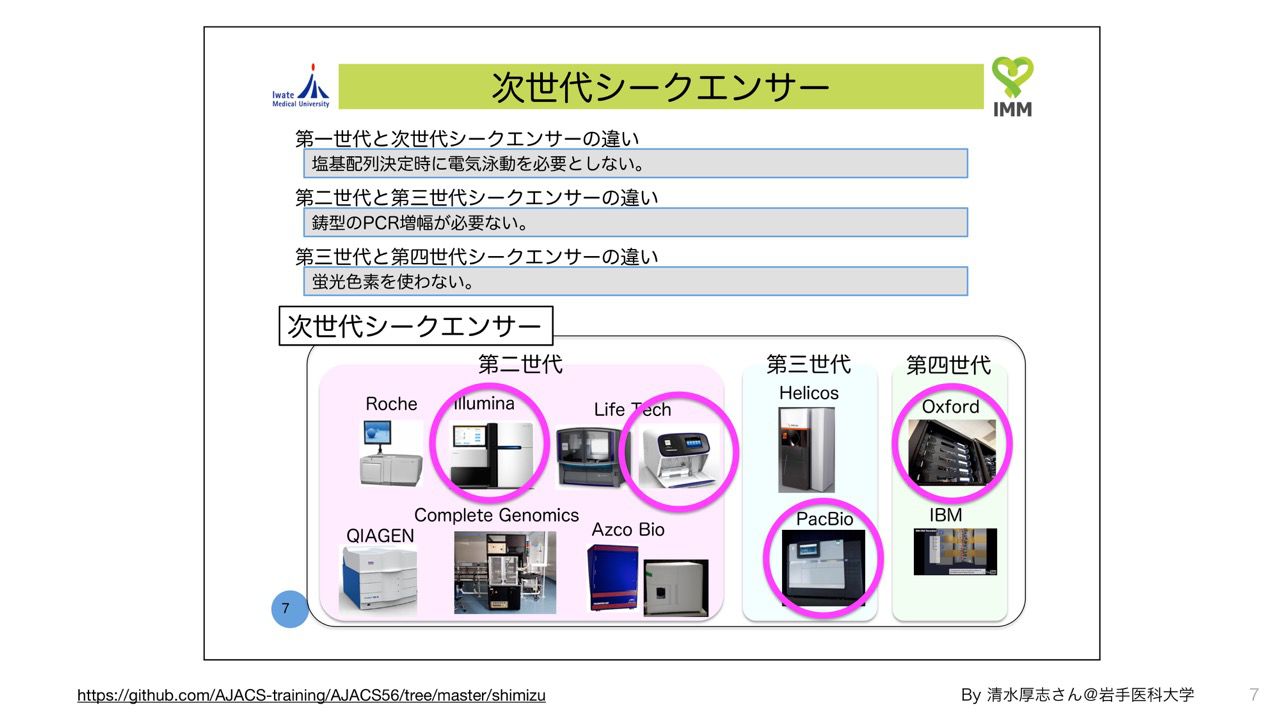 Iwate
Medical University
次世代シークエンサー
IMM
第一世代と次世代シークエンサーの違い
塩基配列決定時に電気泳動を必要としない。
第二世代と第三世代シークエンサーの違い
鋳型のPCR増幅が必要ない。
第三世代と第四世代シークエンサーの違い
蛍光色素を使わない。
次世代シークエンサー
第二世代
Roche
Illumina
Life Tech
QIAGEN
Complete Genomics
Azco Bio
第三世代
Helicos
PacBio
第四世代
Oxford
IBM
7
https://github.com/AJACS-training/AJACS56/tree/master/shimizu
By 清水厚志さん＠岩手医科大学
7